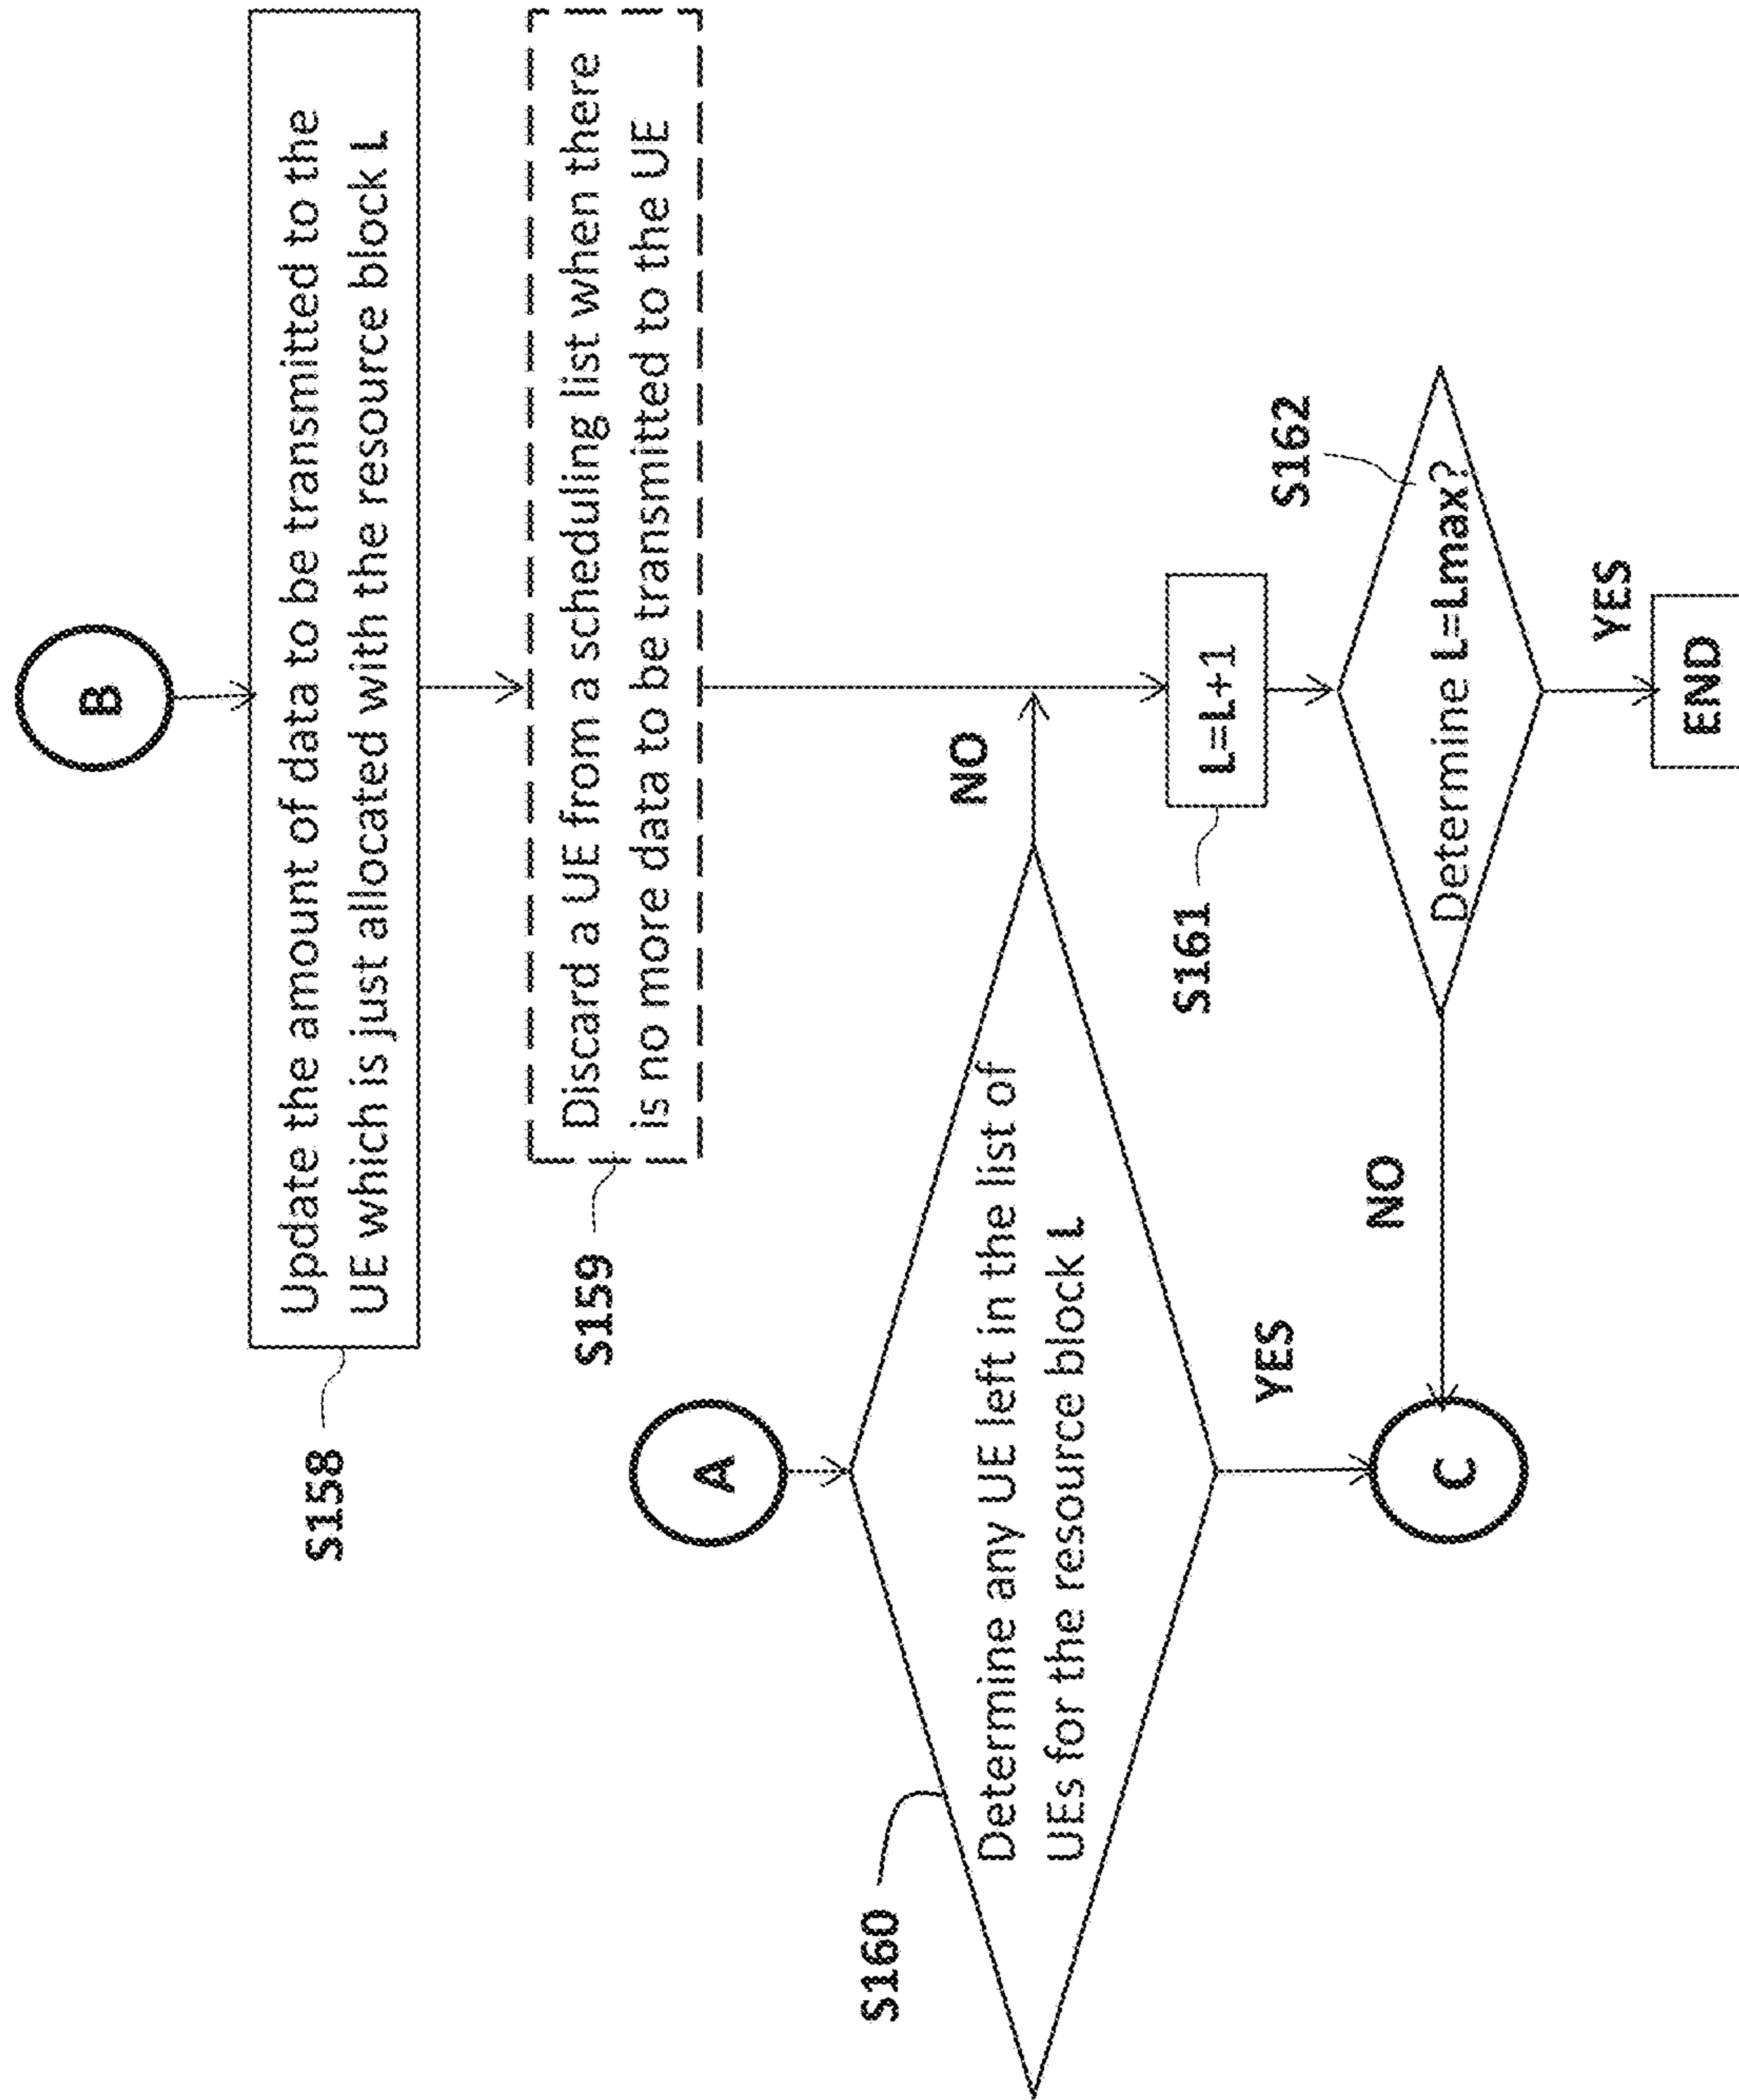 B
Update the amount of data to be transmitted to the
UE which is just allocated with the resource block L
S158
Discard a UE from a scheduling list when there
is no more data to be transmitted to the UE
S159
A
Determine any UE left in the list of
UEs for the resource block L
S160
NO
YES
L=L+1
S161
Determine L=Lmax?
S162
NO
YES
C
END